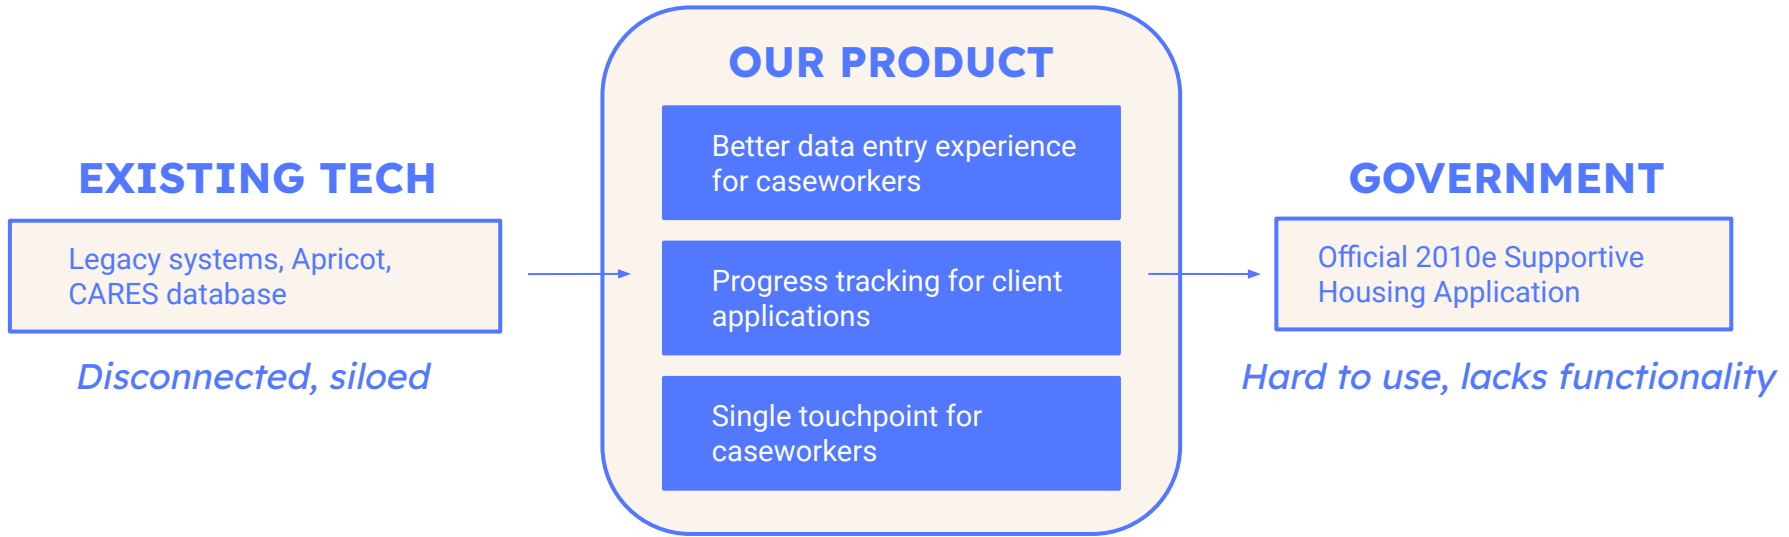 EXISTING TECH
Legacy systems, Apricot,
CARES database
Disconnected, siloed
OUR PRODUCT
Better data entry experience
for caseworkers
Progress tracking for client
applications
Single touchpoint for
caseworkers
GOVERNMENT
Official 2010e Supportive
Housing Application
Hard to use, lacks functionality